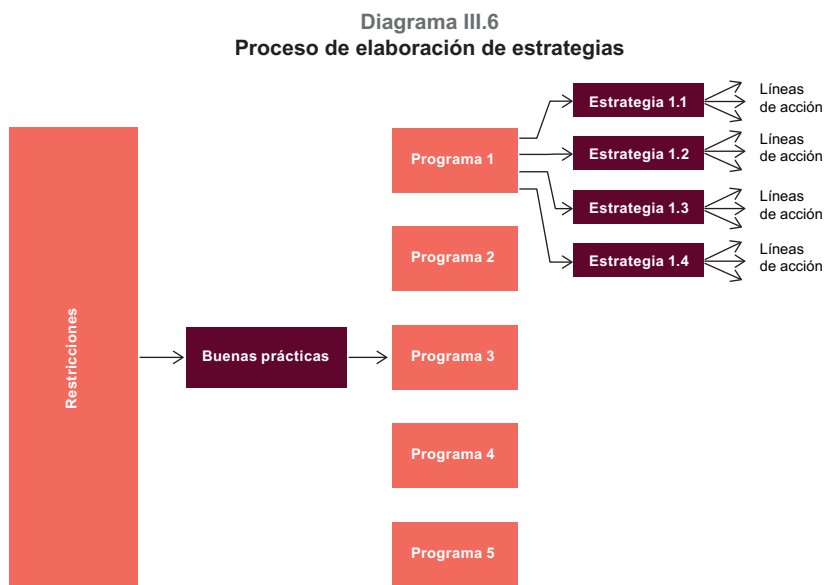 Diagrama III.6
Proceso de elaboración de estrategias
Restricciones
Buenas prácticas
Programa 1
Programa 2
Programa 3
Programa 4
Programa 5
Estrategia 1.1
Líneas
de acción
Estrategia 1.2
Líneas
de acción
Estrategia 1.3
Líneas
de acción
Estrategia 1.4
Líneas
de acción